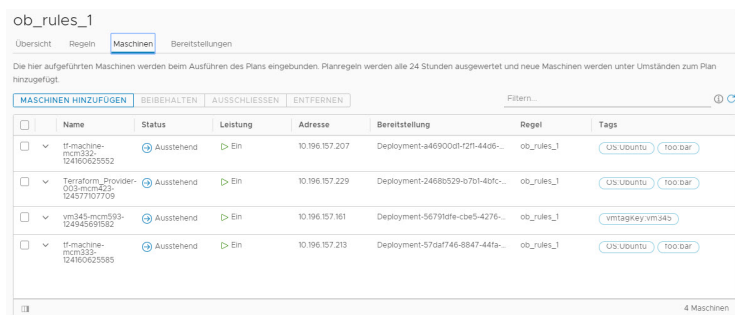 ob_rules_1
Übersicht Regeln Maschinen Bereitstellungen
Die hier aufgeführten Maschinen werden beim Ausführen des Plans eingebunden. Planregeln werden alle 24 Stunden ausgewertet und neue Maschinen werden unter Umständen zum Plan
hinzugefügt.
MASCHINEN HINZUFÜGEN BEIBEHALTEN AUSSCHLIESSEN ENTFERNEN Filtern...
Name Status Leistung Adresse Bereitstellung Regel Tags
tf-machine-
mcm332-
124160625552
Ausstehend Ein 10.196.157.207 Deployment-a46900d1-f2f1-44d6-... ob_rules_1 OS:Ubuntu foo:bar
Terraform_Provider-
003-mcm423-
124577107709
Ausstehend Ein 10.196.157.229 Deployment-2468b529-b7b1-4bfc-... ob_rules_1 OS:Ubuntu foo:bar
vm345-mcm593-
124945691582
Ausstehend Ein 10.196.157.161 Deployment-56791dfe-cbe5-4276-... ob_rules_1 vmtagKey:vm345
tf-machine-
mcm333-
124160625585
Ausstehend Ein 10.196.157.213 Deployment-57daf746-8847-44fa-... ob_rules_1 OS:Ubuntu foo:bar
4 Maschinen